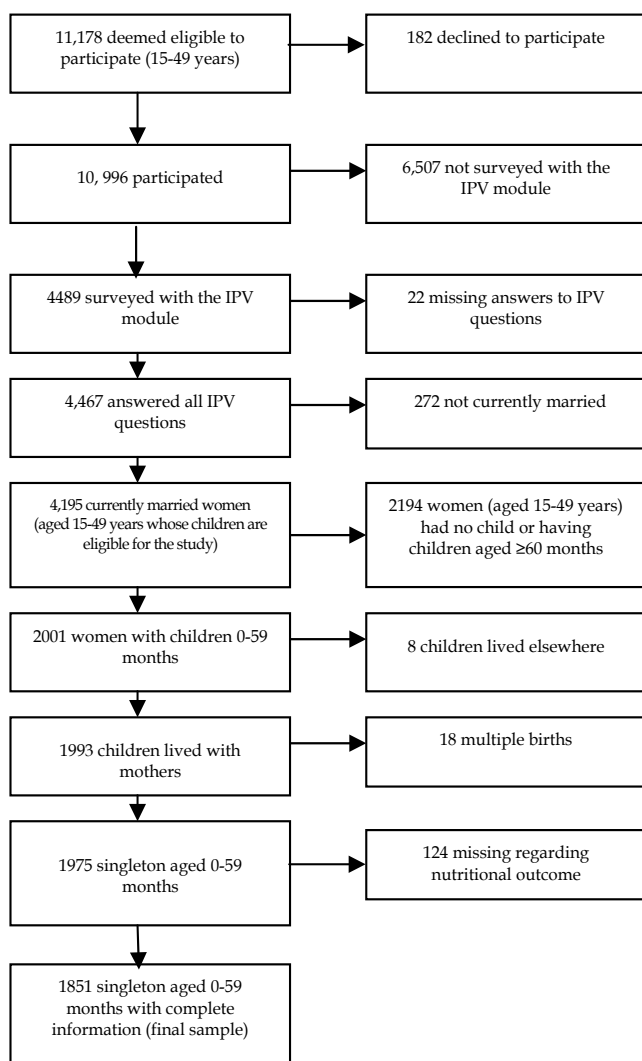 11,178 deemed eligible to
participate (15-49 years)
182 declined to participate
10, 996 participated
6,507 not surveyed with the
IPV module
4489 surveyed with the IPV
module
22 missing answers to IPV
questions
4,467 answered all IPV
questions
272 not currently married
4,195 currently married women
(aged 15-49 years whose children are
eligible for the study)
2194 women (aged 15-49 years)
had no child or having
children aged ≥60 months
2001 women with children 0-59
months
8 children lived elsewhere
1993 children lived with
mothers
18 multiple births
1975 singleton aged 0-59
months
124 missing regarding
nutritional outcome
1851 singleton aged 0-59
months with complete
information (final sample)